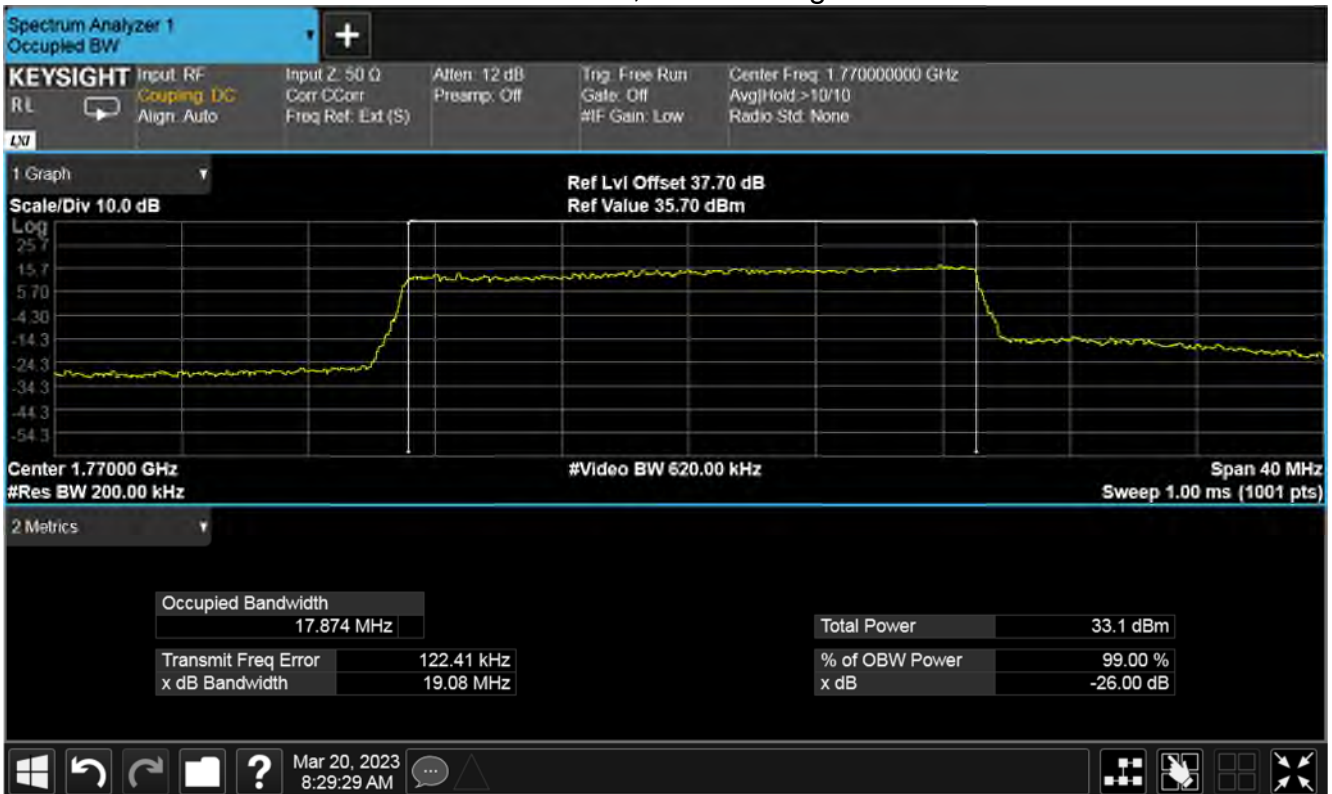 Spectrum Analyzer 1
Occupied BW
+
KEYSIGHT Input: RF Input Z: 50 Ω Atten: 12 dB Trig: Free Run Center Freq: 1.770000000 GHz
RL Coupling: DC Corr CCorr Preamp: Off Gate: Off Avg|Hold:>10/10
Align: Auto Freq Ref: Ext (S) #IF Gain: Low Radio Std: None
LXI
1 Graph
Ref Lvl Offset 37.70 dB
Scale/Div 10.0 dB Ref Value 35.70 dBm
Log
25.7
15.7
5.70
-4.30
-14.3
-24.3
-34.3
-44.3
-54.3
Center 1.77000 GHz #Video BW 620.00 kHz Span 40 MHz
#Res BW 200.00 kHz Sweep 1.00 ms (1001 pts)
2 Metrics
Occupied Bandwidth
17.874 MHz Total Power 33.1 dBm
Transmit Freq Error 122.41 kHz % of OBW Power 99.00 %
x dB Bandwidth 19.08 MHz x dB -26.00 dB
? Mar 20, 2023
8:29:29 AM